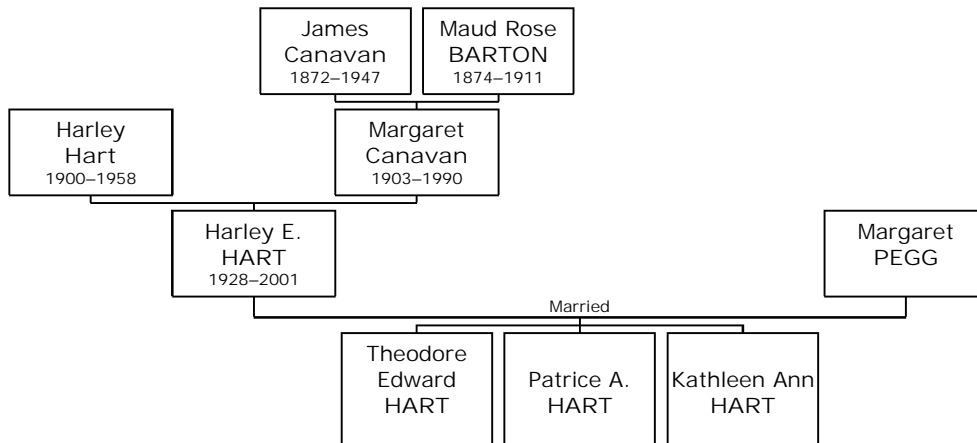 James
Canavan
1872–1947
Maud Rose
BARTON
1874–1911
Harley
Hart
1900–1958
Margaret
Canavan
1903–1990
Harley E.
HART
1928–2001
Margaret
PEGG
Married
Theodore
Edward
HART
Patrice A.
HART
Kathleen Ann
HART